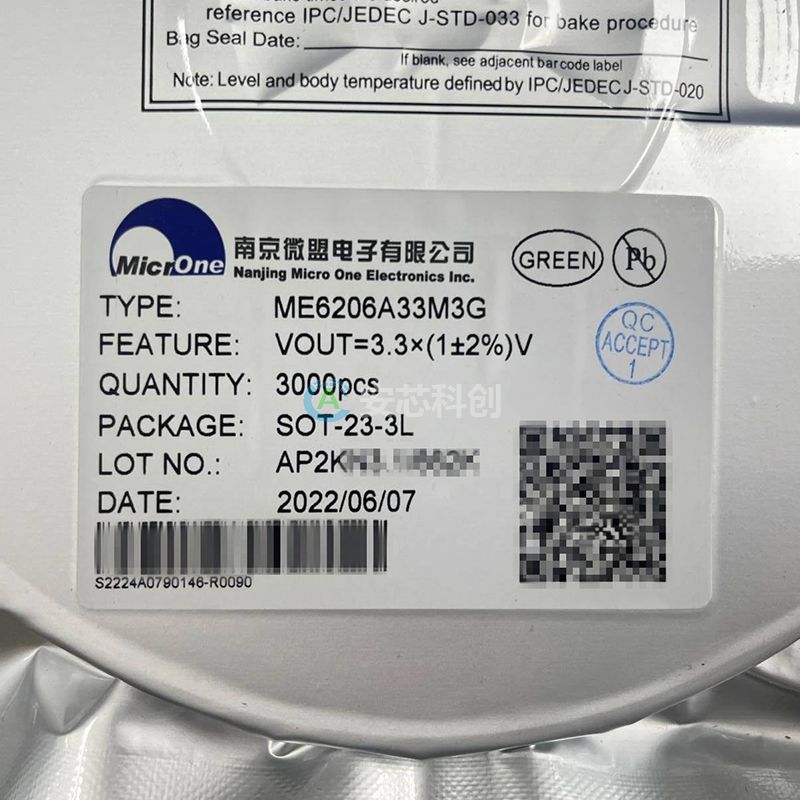 reference IPC/JEDEC J-STD-033 for bake procedure
Bag Seal Date:
If blank, see adjacent barcode label
Note: Level and body temperature defined by IPC/JEDECJ-STD-020
MicrOne
南京微盟电子有限公司
Nanjing Micro One Electronics Inc.
GREEN
Pb
TYPE: ME6206A33M3G
FEATURE: VOUT=3.3×(1±2%)V
QC
ACCEPT
1
QUANTITY: 3000pcs
安芯科创
PACKAGE: SOT-23-3L
LOT NO.: AP2K
DATE: 2022/06/07
S2224A0790146-R0090